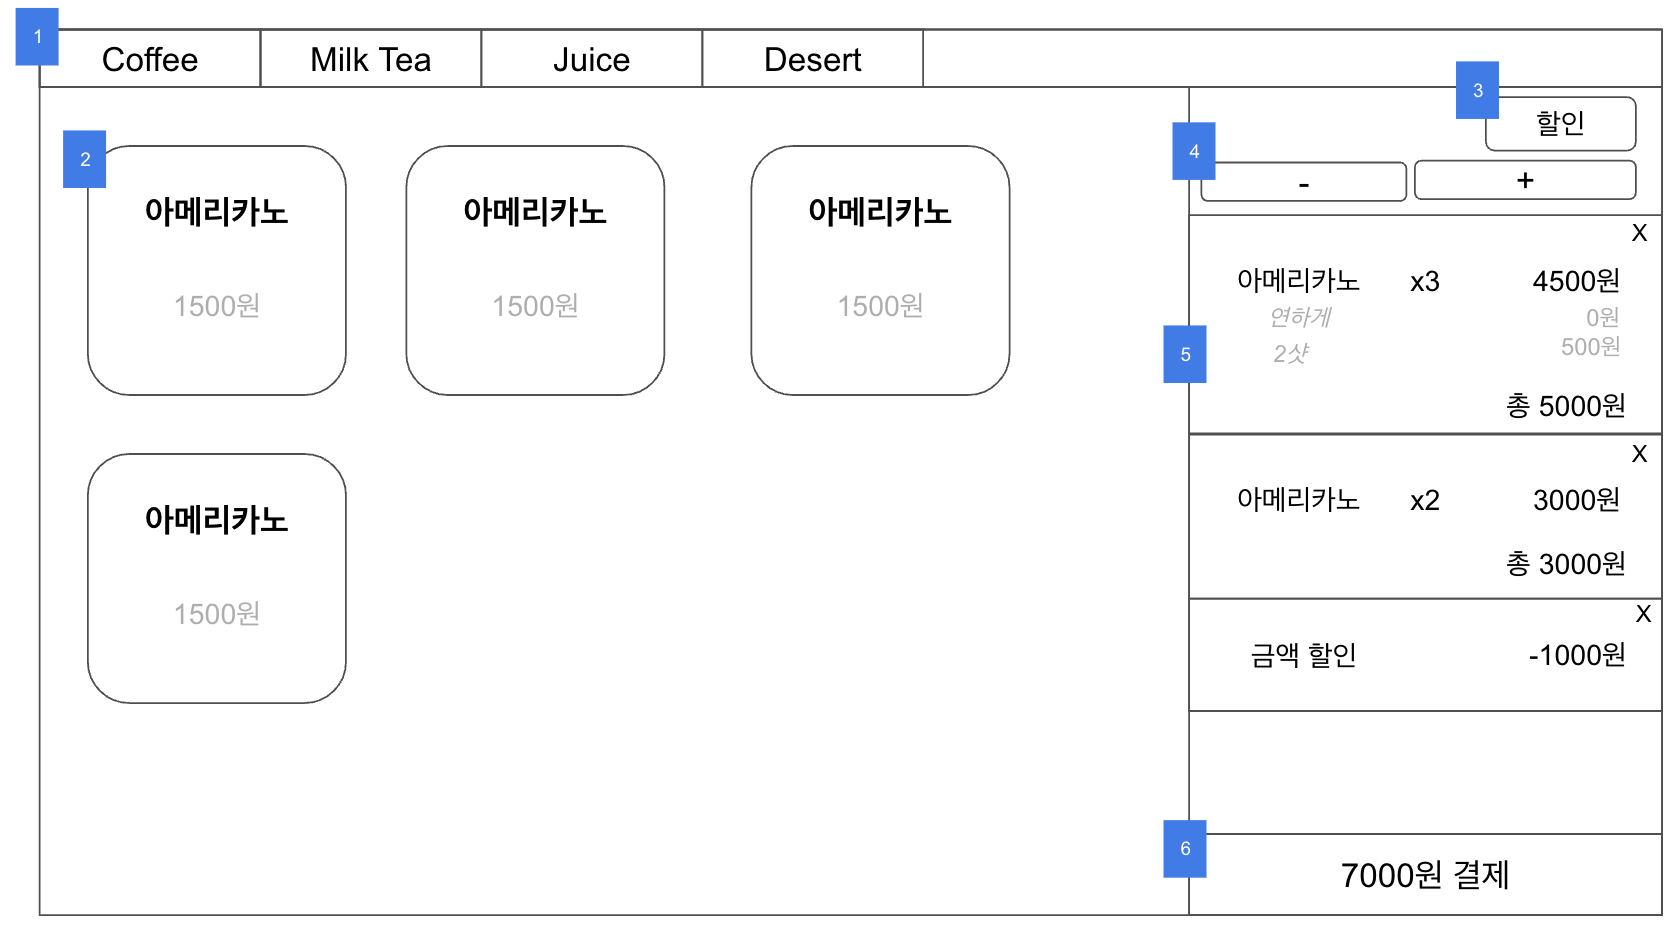 1
Coffee Milk Tea Juice Desert
2
아메리카노 아메리카노 아메리카노
1500원 1500원 1500원
아메리카노
1500원
3
할인
4
- +
X
아메리카노 x3 4500원
연하게 0원
2샷 500원
5
총 5000원
X
아메리카노 x2 3000원
총 3000원
X
금액 할인 -1000원
6
7000원 결제